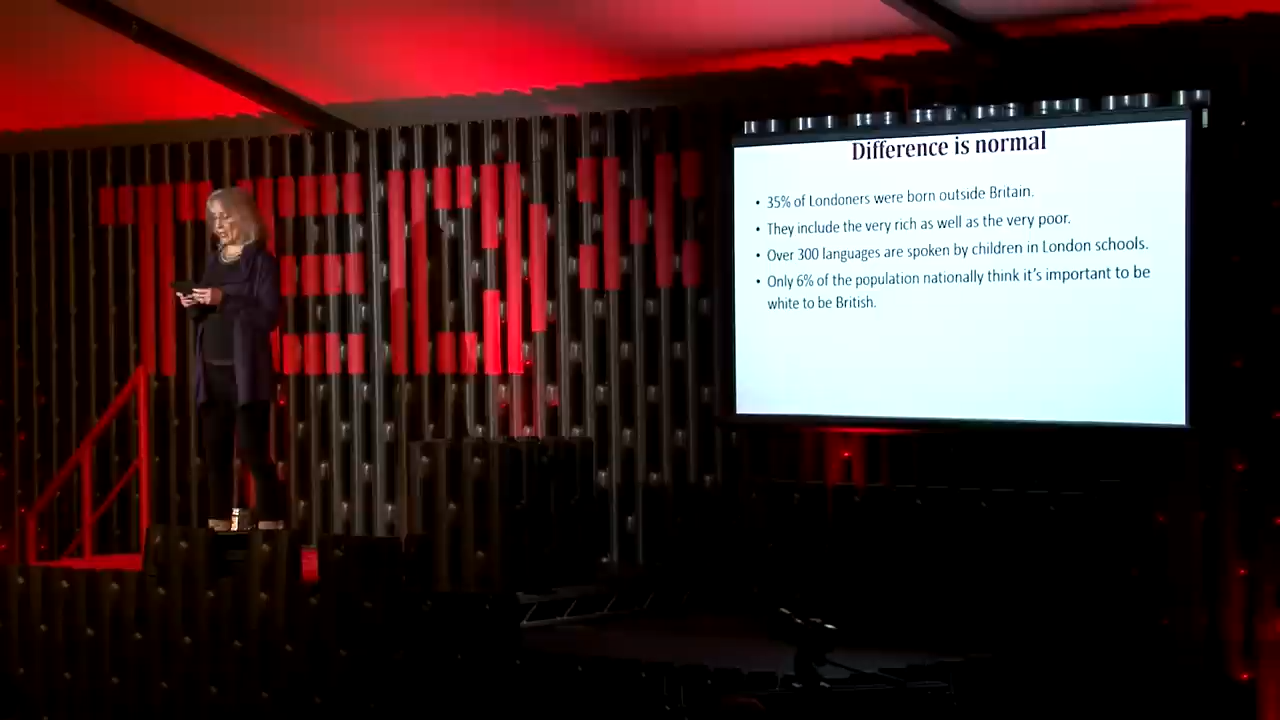 TEDx
Difference is normal
• 35% of Londoners were born outside Britain.
• They include the very rich as well as the very poor.
• Over 300 languages are spoken by children in London schools.
• Only 6% of the population nationally think it's important to be
white to be British.